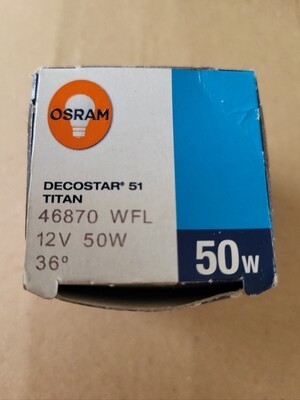 OSRAM
DECOSTAR® 51
TITAN
46870 WFL
12V 50W
36°
50W